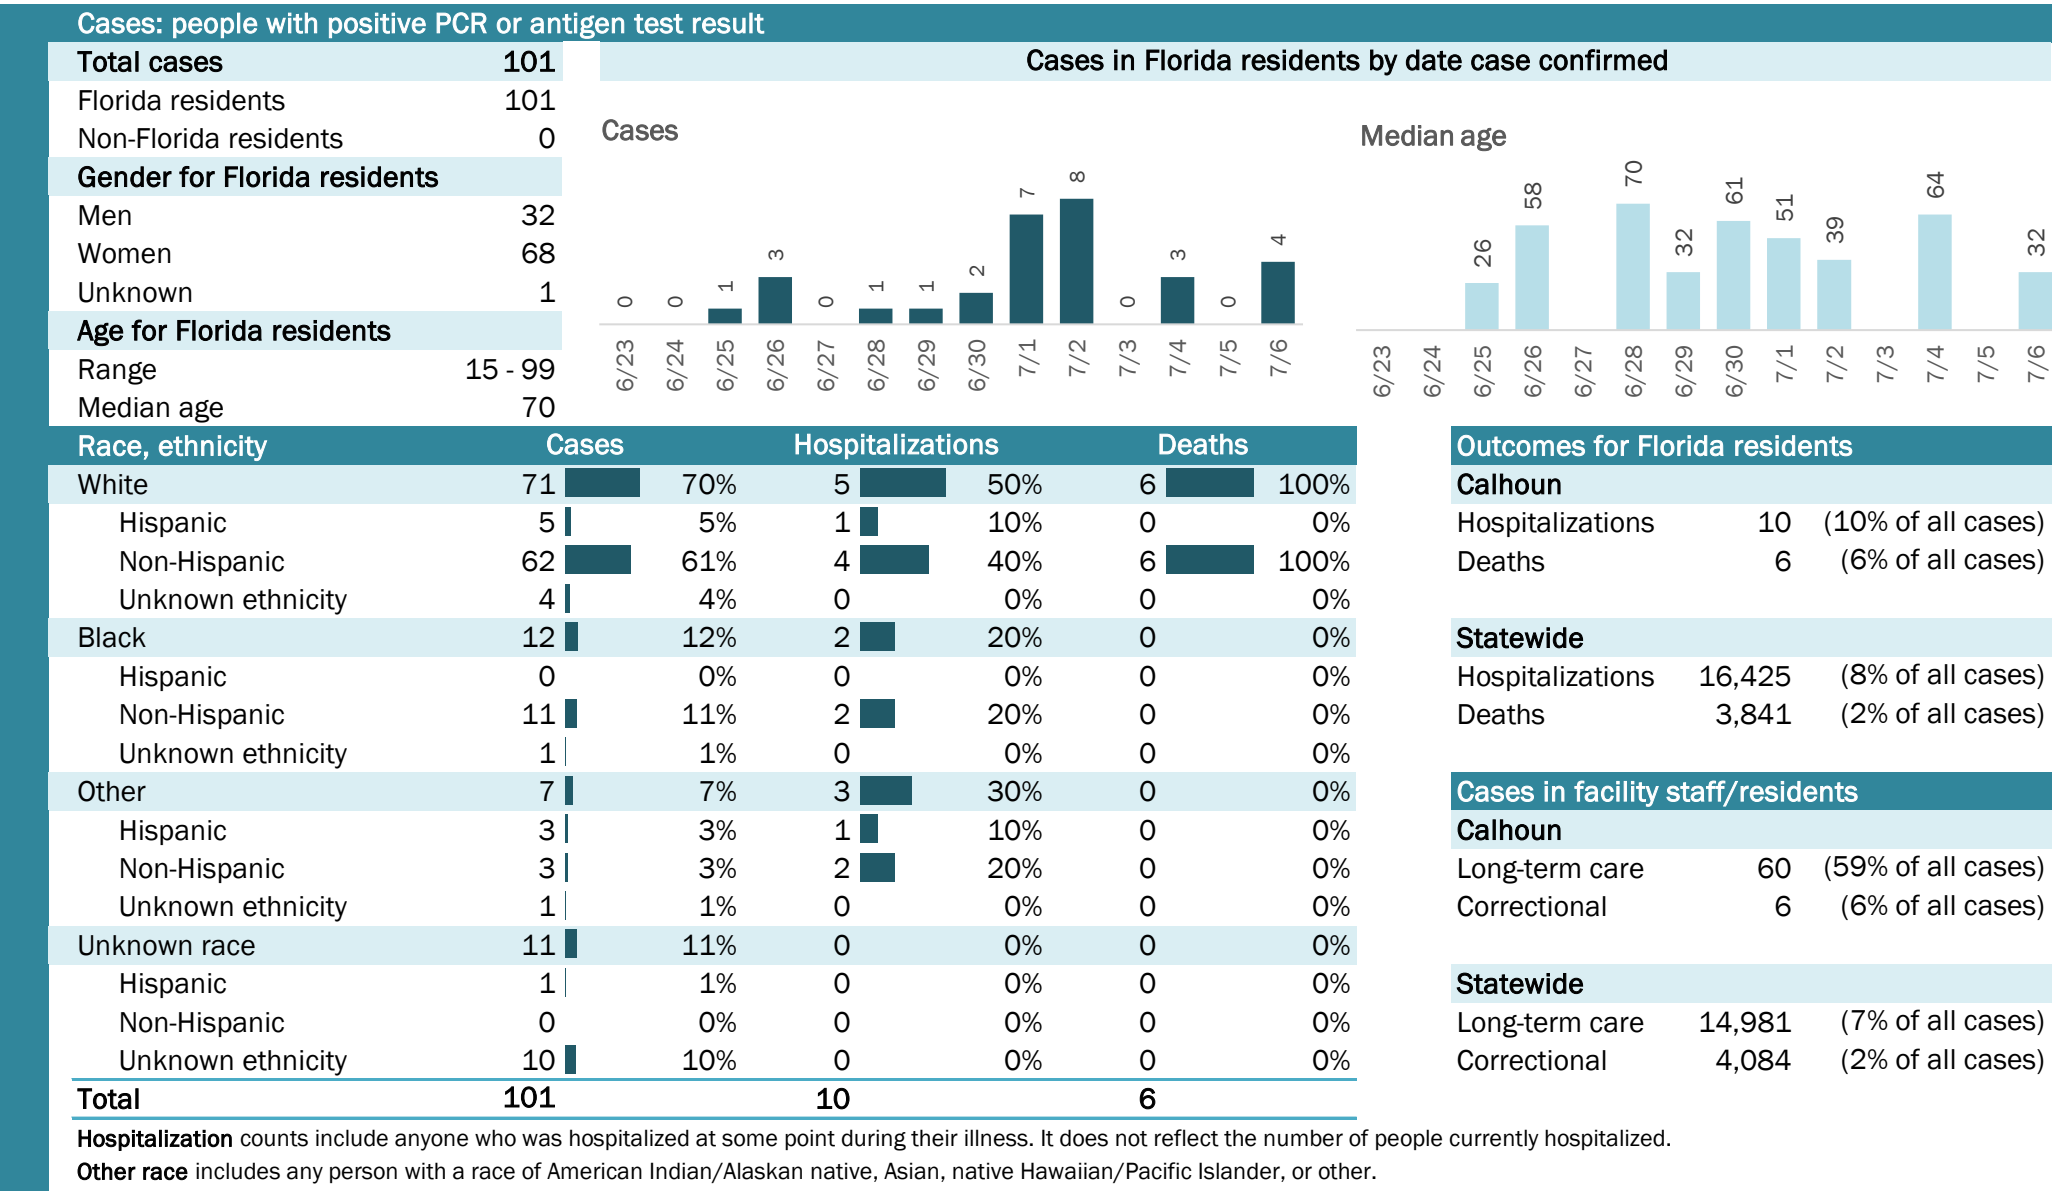 Cases: people with positive PCR or antigen test result
Total cases 101
Florida residents 101
Non-Florida residents 0
Gender for Florida residents
Men 32
Women 68
Unknown 1
Age for Florida residents
Range 15 - 99
Median age 70
Cases in Florida residents by date case confirmed
Cases
0 0 1 3 0 1 1 2 7 8 0 3 0 4
6/23 6/24 6/25 6/26 6/27 6/28 6/29 6/30 7/1 7/2 7/3 7/4 7/5 7/6
Median age
26 58 70 32 61 51 39 64 32
6/23 6/24 6/25 6/26 6/27 6/28 6/29 6/30 7/1 7/2 7/3 7/4 7/5 7/6
Race, ethnicity Cases Hospitalizations Deaths
White 71 70% 5 50% 6 100%
Hispanic 5 5% 1 10% 0 0%
Non-Hispanic 62 61% 4 40% 6 100%
Unknown ethnicity 4 4% 0 0% 0 0%
Black 12 12% 2 20% 0 0%
Hispanic 0 0% 0 0% 0 0%
Non-Hispanic 11 11% 2 20% 0 0%
Unknown ethnicity 1 1% 0 0% 0 0%
Other 7 7% 3 30% 0 0%
Hispanic 3 3% 1 10% 0 0%
Non-Hispanic 3 3% 2 20% 0 0%
Unknown ethnicity 1 1% 0 0% 0 0%
Unknown race 11 11% 0 0% 0 0%
Hispanic 1 1% 0 0% 0 0%
Non-Hispanic 0 0% 0 0% 0 0%
Unknown ethnicity 10 10% 0 0% 0 0%
Total 101 10 6
Outcomes for Florida residents
Calhoun
Hospitalizations 10 (10% of all cases)
Deaths 6 (6% of all cases)
Statewide
Hospitalizations 16,425 (8% of all cases)
Deaths 3,841 (2% of all cases)
Cases in facility staff/residents
Calhoun
Long-term care 60 (59% of all cases)
Correctional 6 (6% of all cases)
Statewide
Long-term care 14,981 (7% of all cases)
Correctional 4,084 (2% of all cases)
Hospitalization counts include anyone who was hospitalized at some point during their illness. It does not reflect the number of people currently hospitalized.
Other race includes any person with a race of American Indian/Alaskan native, Asian, native Hawaiian/Pacific Islander, or other.